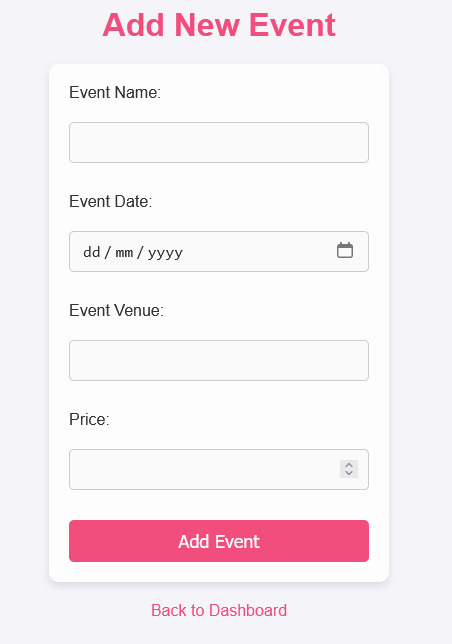 Add New Event
Event Name:
Event Date:
dd / mm / yyyy
Event Venue:
Price:
Add Event
Back to Dashboard